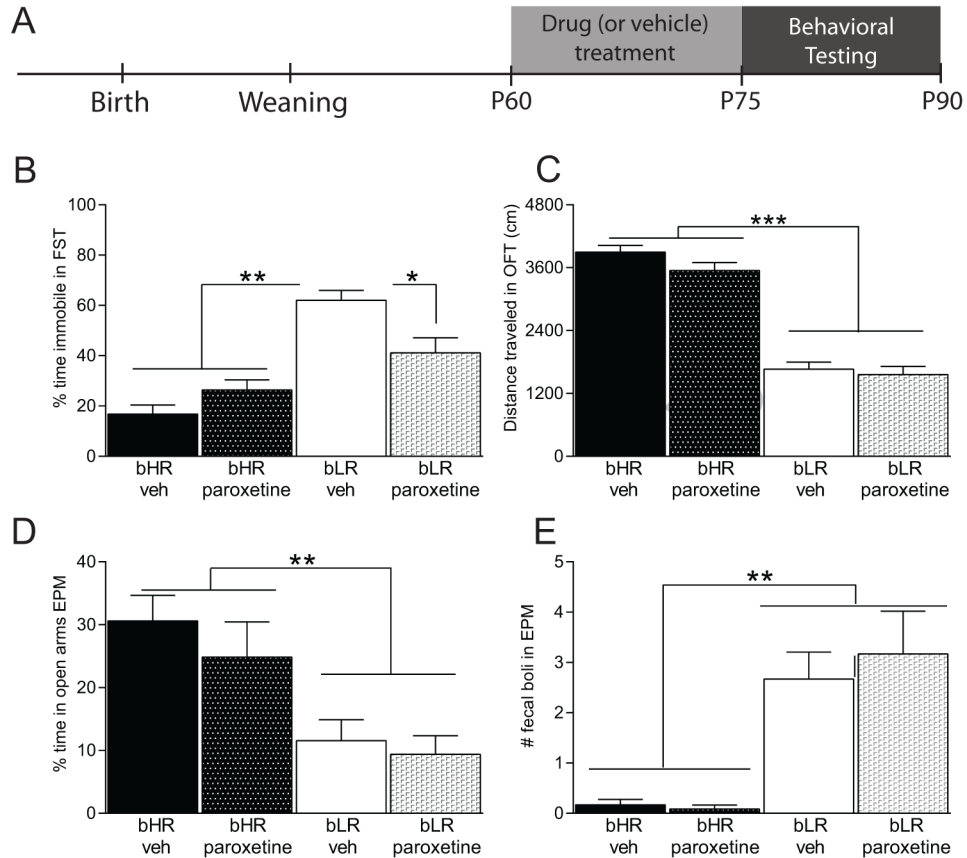 A
Drug (or vehicle)
treatment
Behavioral
Testing
Birth
Weaning
P60
P75
P90
B
% time immobile in FST
100
80
60
40
20
0
**
*
bHR
veh
bHR
paroxetine
bLR
veh
bLR
paroxetine
C
Distance traveled in OFT (cm)
4800
3600
2400
1200
0
***
bHR
veh
bHR
paroxetine
bLR
veh
bLR
paroxetine
D
% time in open arms EPM
40
30
20
10
0
**
bHR
veh
bHR
paroxetine
bLR
veh
bLR
paroxetine
E
# fecal boli in EPM
5
4
3
2
1
0
**
bHR
veh
bHR
paroxetine
bLR
veh
bLR
paroxetine